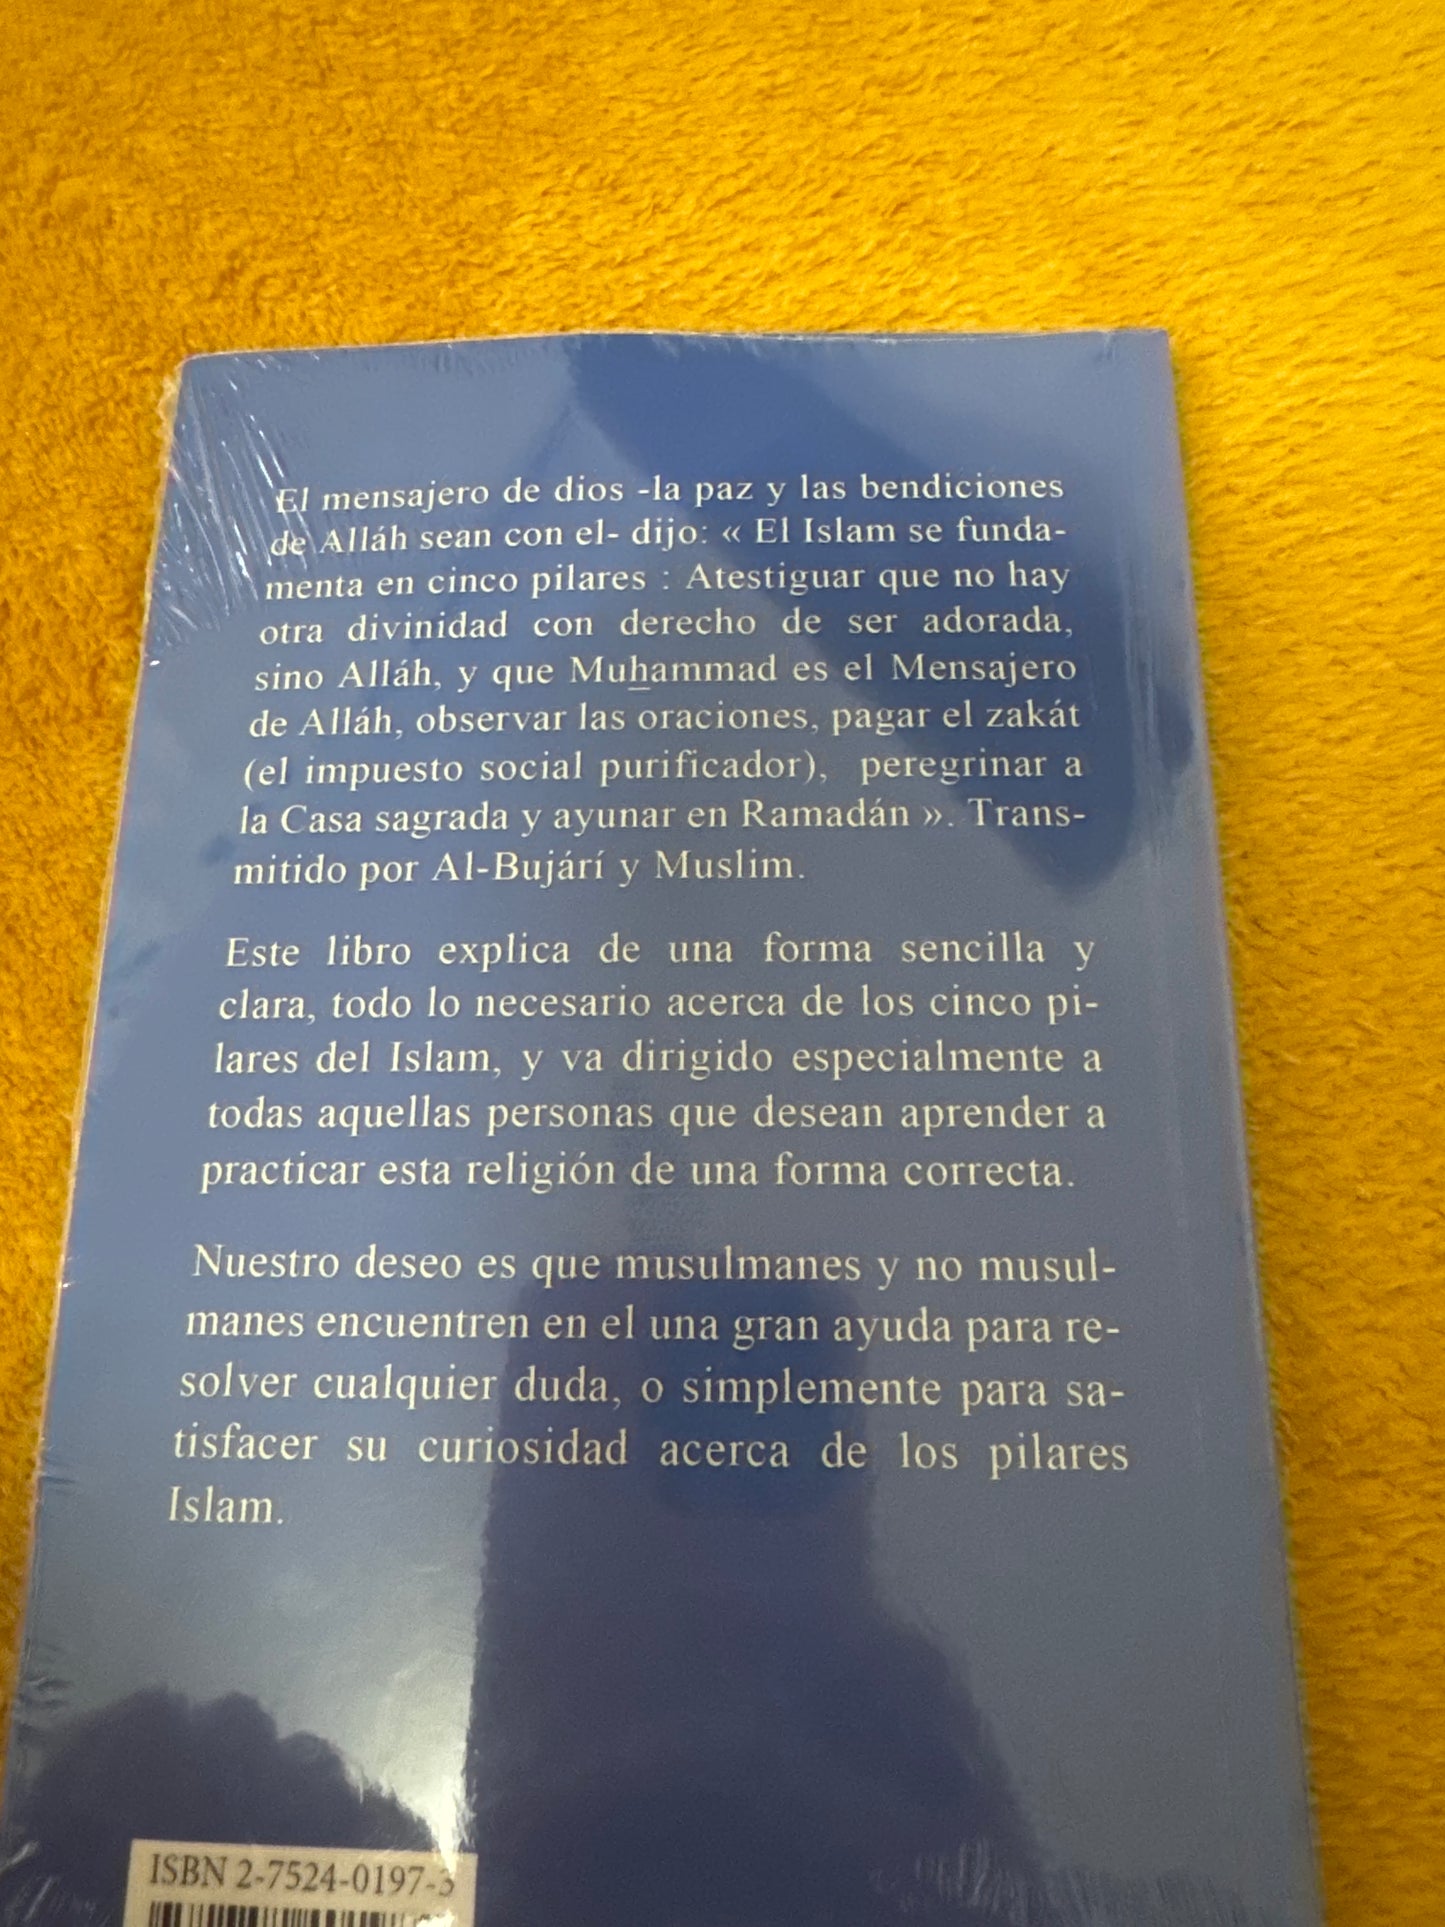 El mensajero de dios -la paz y las bendiciones
de Alláh sean con el- dijo: « El Islam se funda-
menta en cinco pilares : Atestiguar que no hay
otra divinidad con derecho de ser adorada,
sino Alláh, y que Muḥammad es el Mensajero
de Alláh, observar las oraciones, pagar el zakát
(el impuesto social purificador), peregrinar a
la Casa sagrada y ayunar en Ramadán ». Trans-
mitido por Al-Bujárí y Muslim.
Este libro explica de una forma sencilla y
clara, todo lo necesario acerca de los cinco pi-
lares del Islam, y va dirigido especialmente a
todas aquellas personas que desean aprender a
practicar esta religión de una forma correcta.
Nuestro deseo es que musulmanes y no musul-
manes encuentren en el una gran ayuda para re-
solver cualquier duda, o simplemente para sa-
tisfacer su curiosidad acerca de los pilares
Islam.
ISBN 2-7524-0197-3